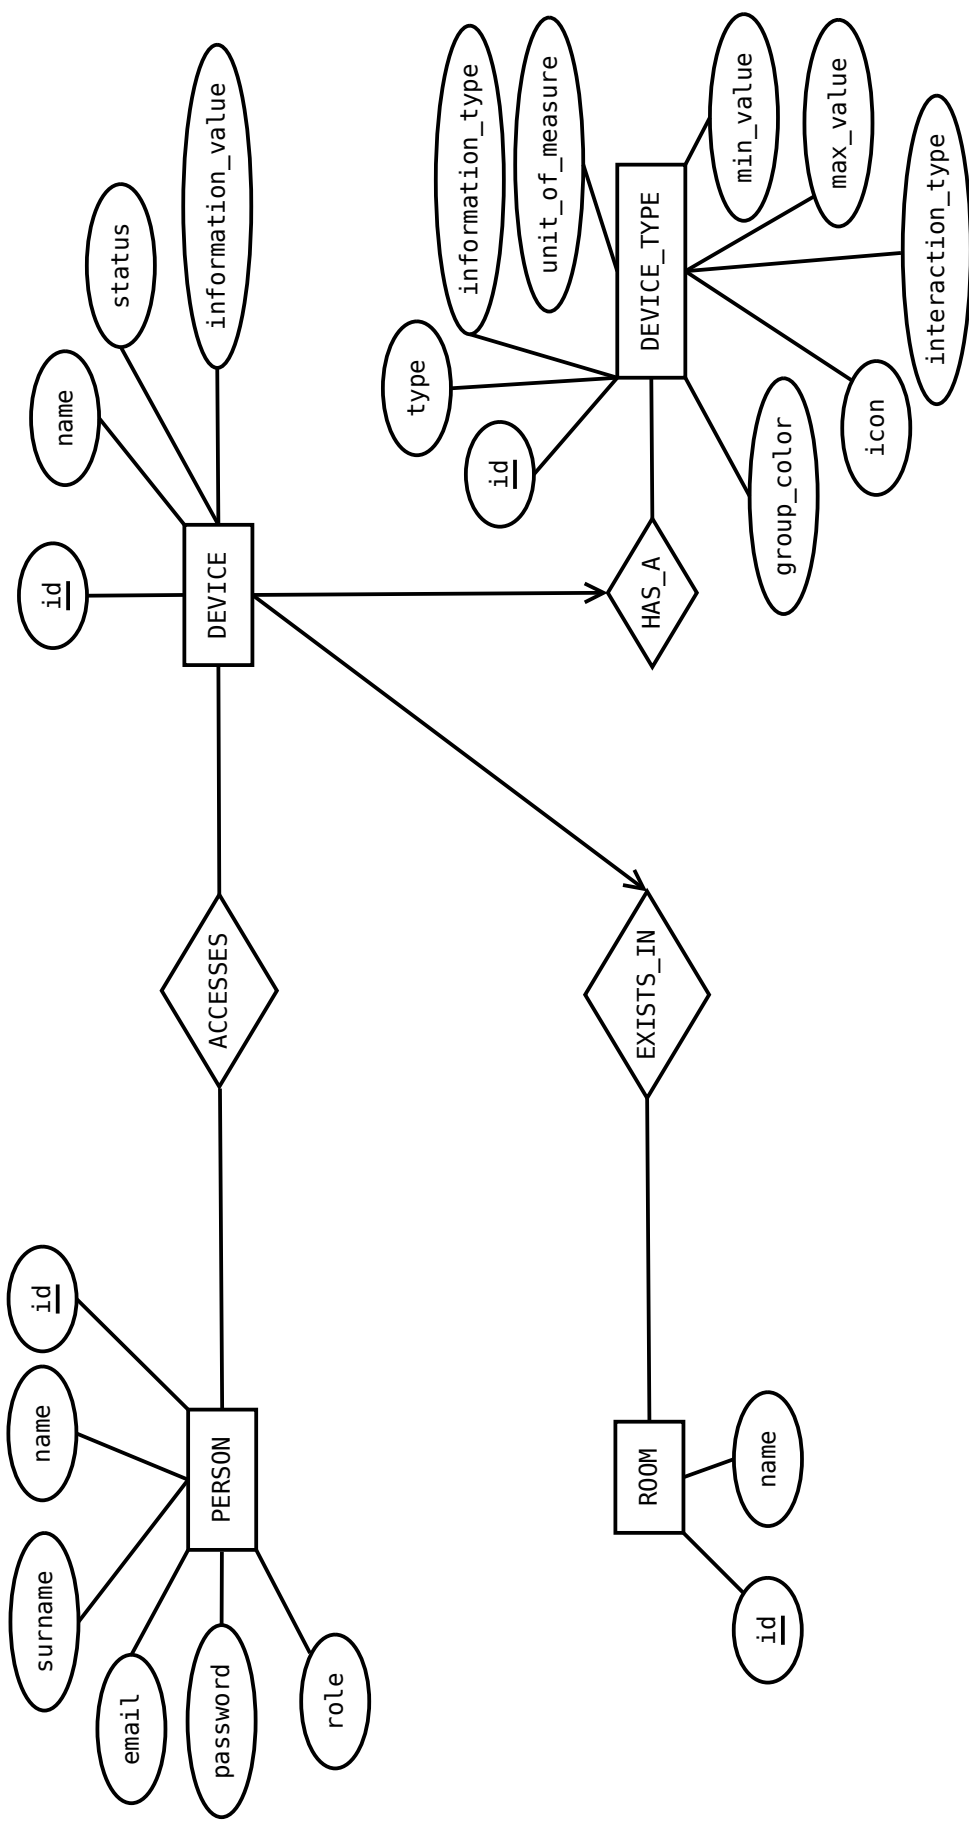 id
name
surname
email
password
role
PERSON
ACCESSES
id
name
status
information_value
DEVICE
id
type
information_type
unit_of_measure
DEVICE_TYPE
min_value
max_value
interaction_type
icon
group_color
HAS_A
EXISTS_IN
ROOM
name
id